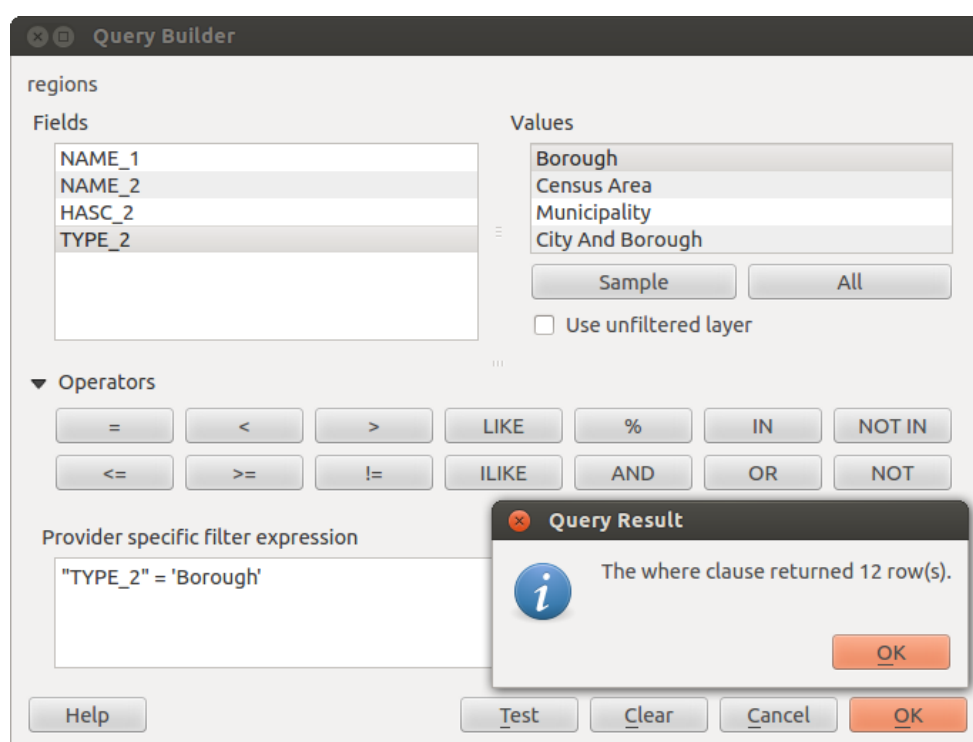 Query Builder
regions
Fields
Values
NAME_1
NAME_2
HASC_2
TYPE_2
Borough
Census Area
Municipality
City And Borough
Sample
All
Use unfiltered layer
Operators
= < > LIKE % IN NOT IN
<= >= != ILIKE AND OR NOT
Provider specific filter expression
"TYPE_2" = 'Borough'
Query Result
The where clause returned 12 row(s).
OK
Help Test Clear Cancel OK